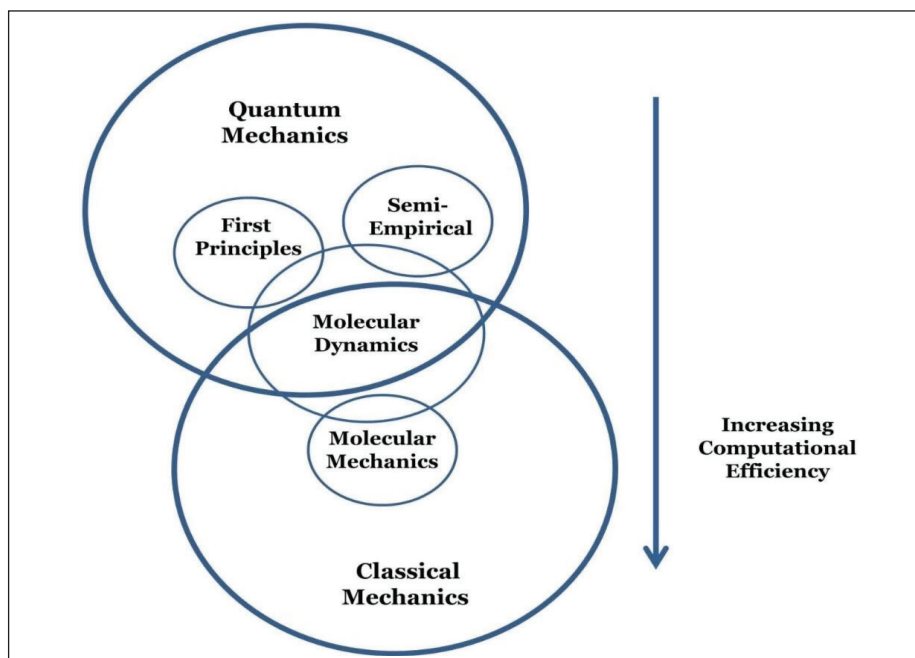 Quantum
Mechanics
Semi-
Empirical
First
Principles
Molecular
Dynamics
Molecular
Mechanics
Increasing
Computational
Efficiency
Classical
Mechanics